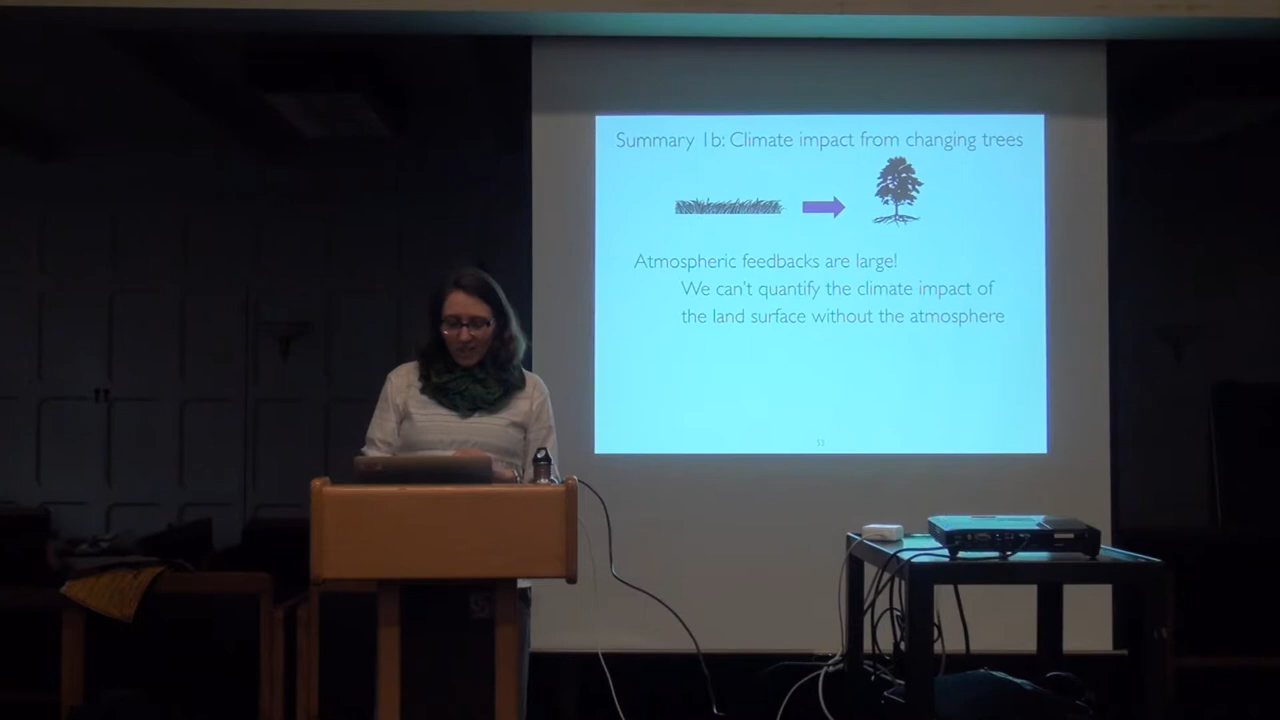 Summary 1b: Climate impact from changing trees
Atmospheric feedbacks are large!
We can't quantify the climate impact of
the land surface without the atmosphere
53